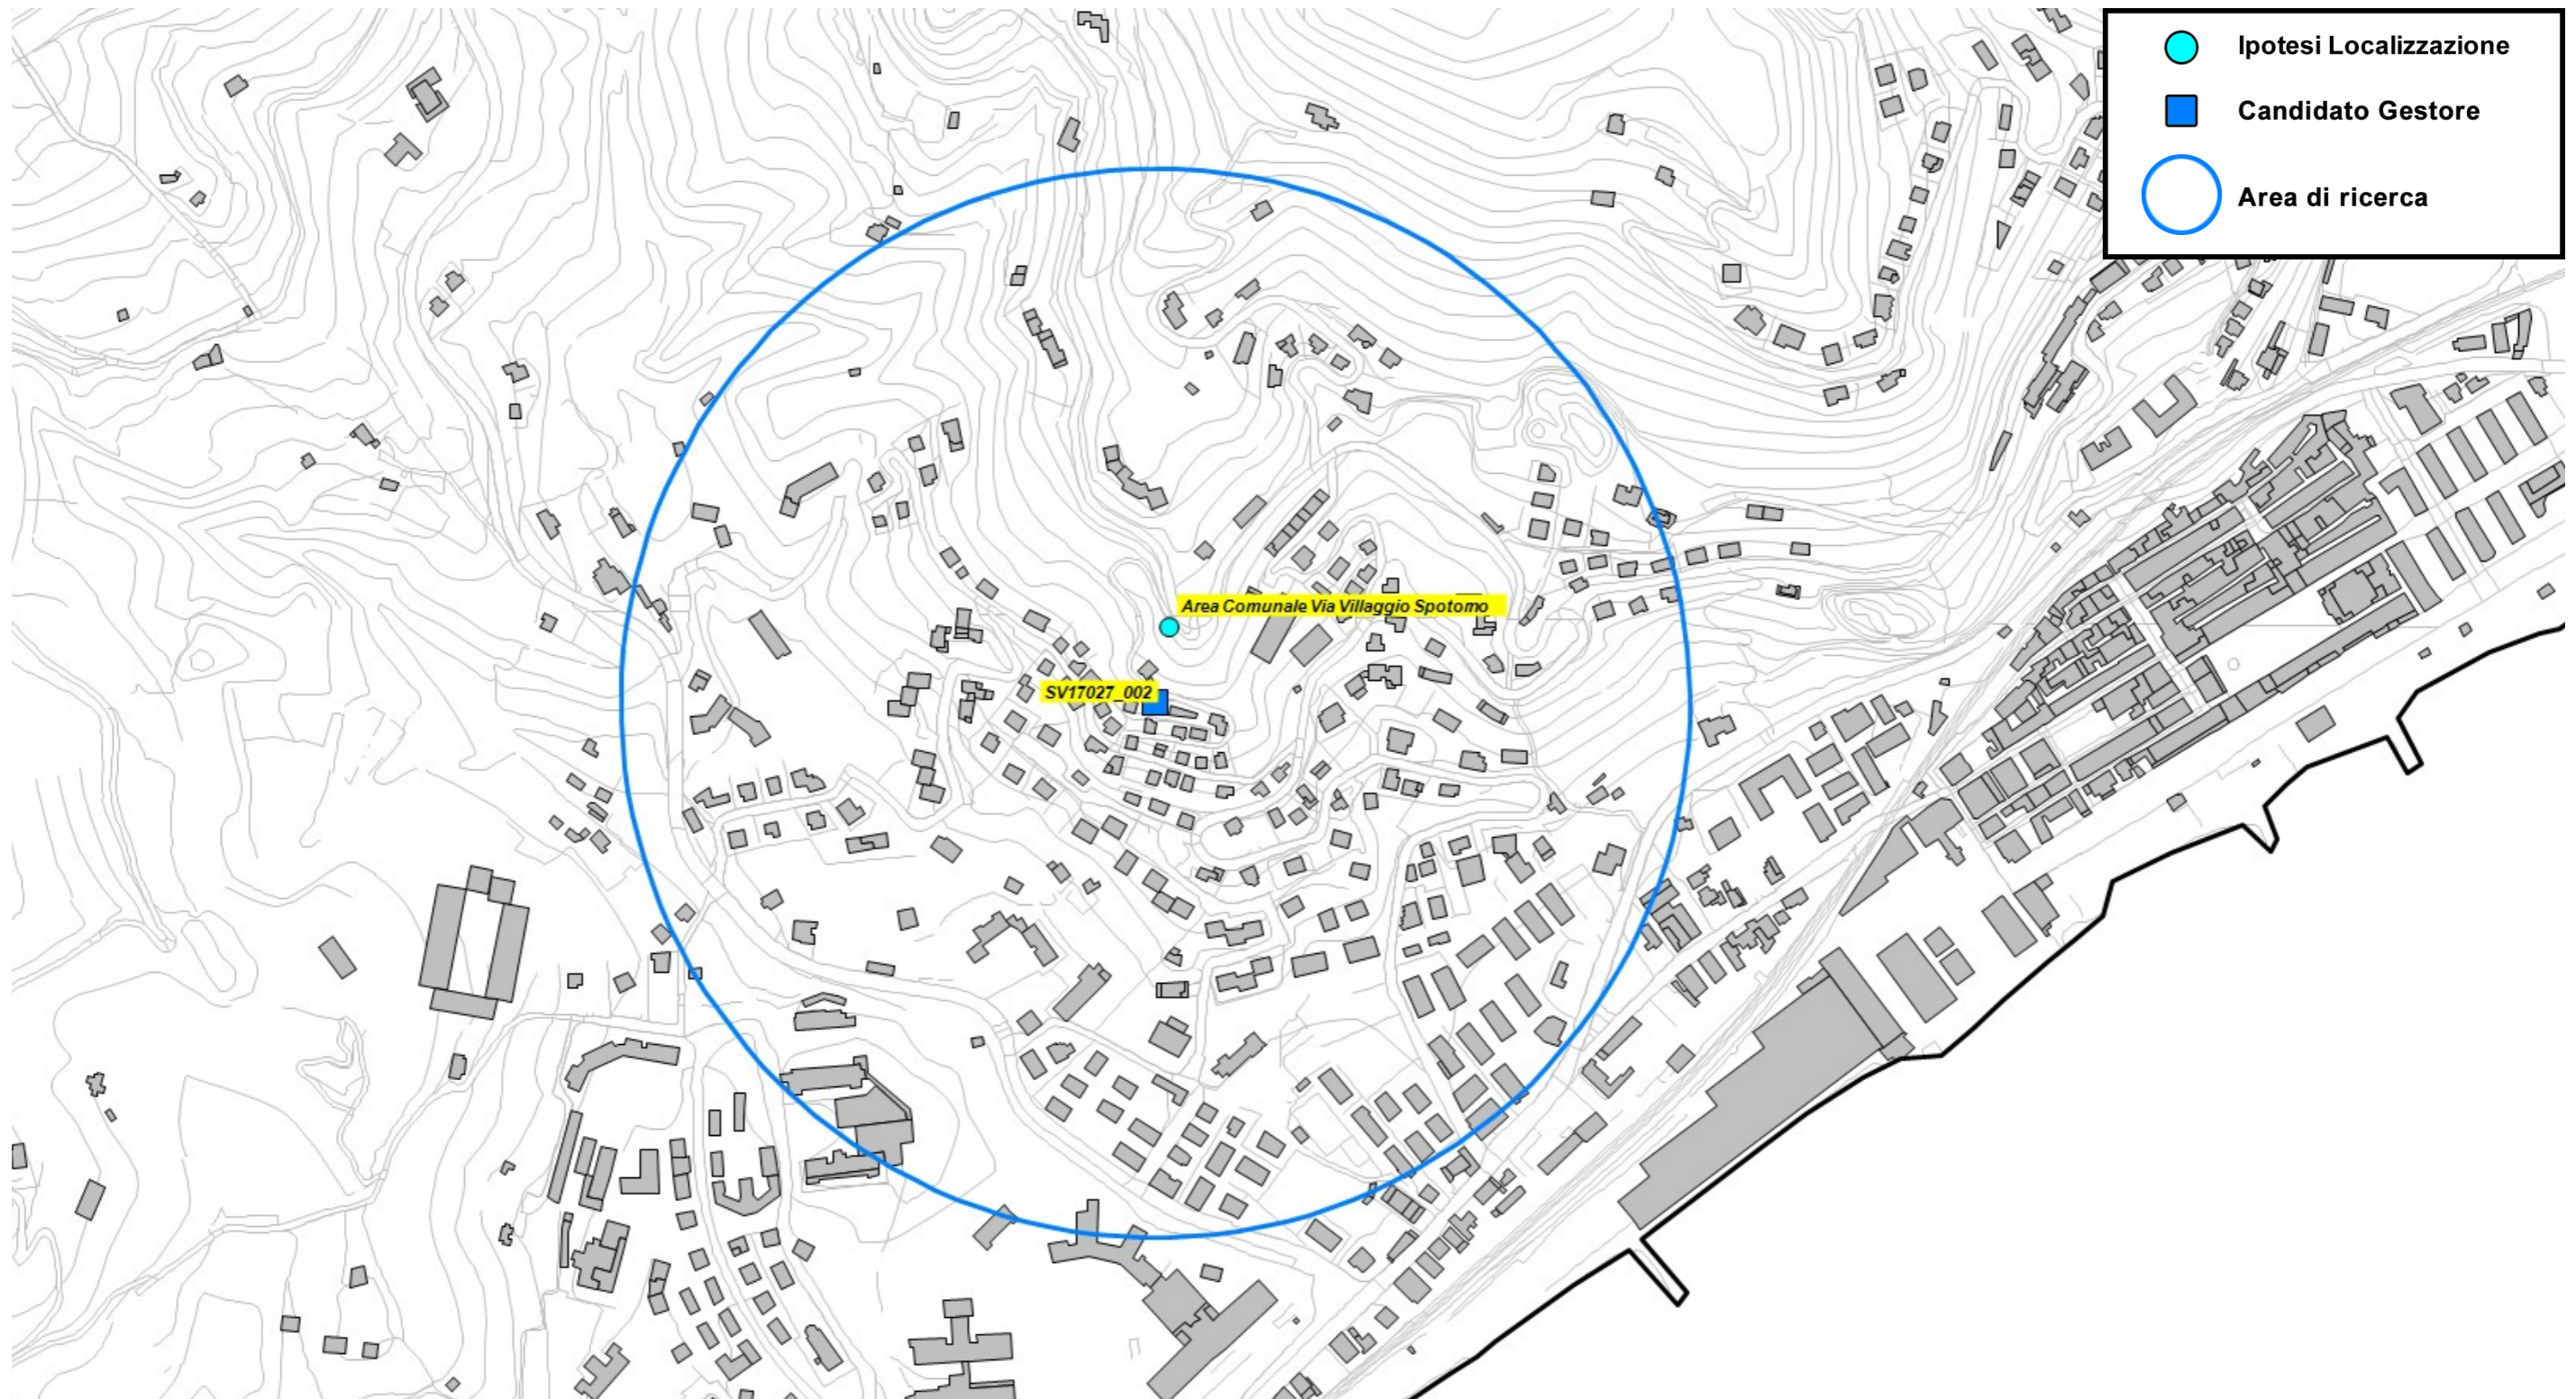 Ipotesi Localizzazione
Candidato Gestore
Area di ricerca
Area Comunale Via Villaggio Spotorno
SV17027_002